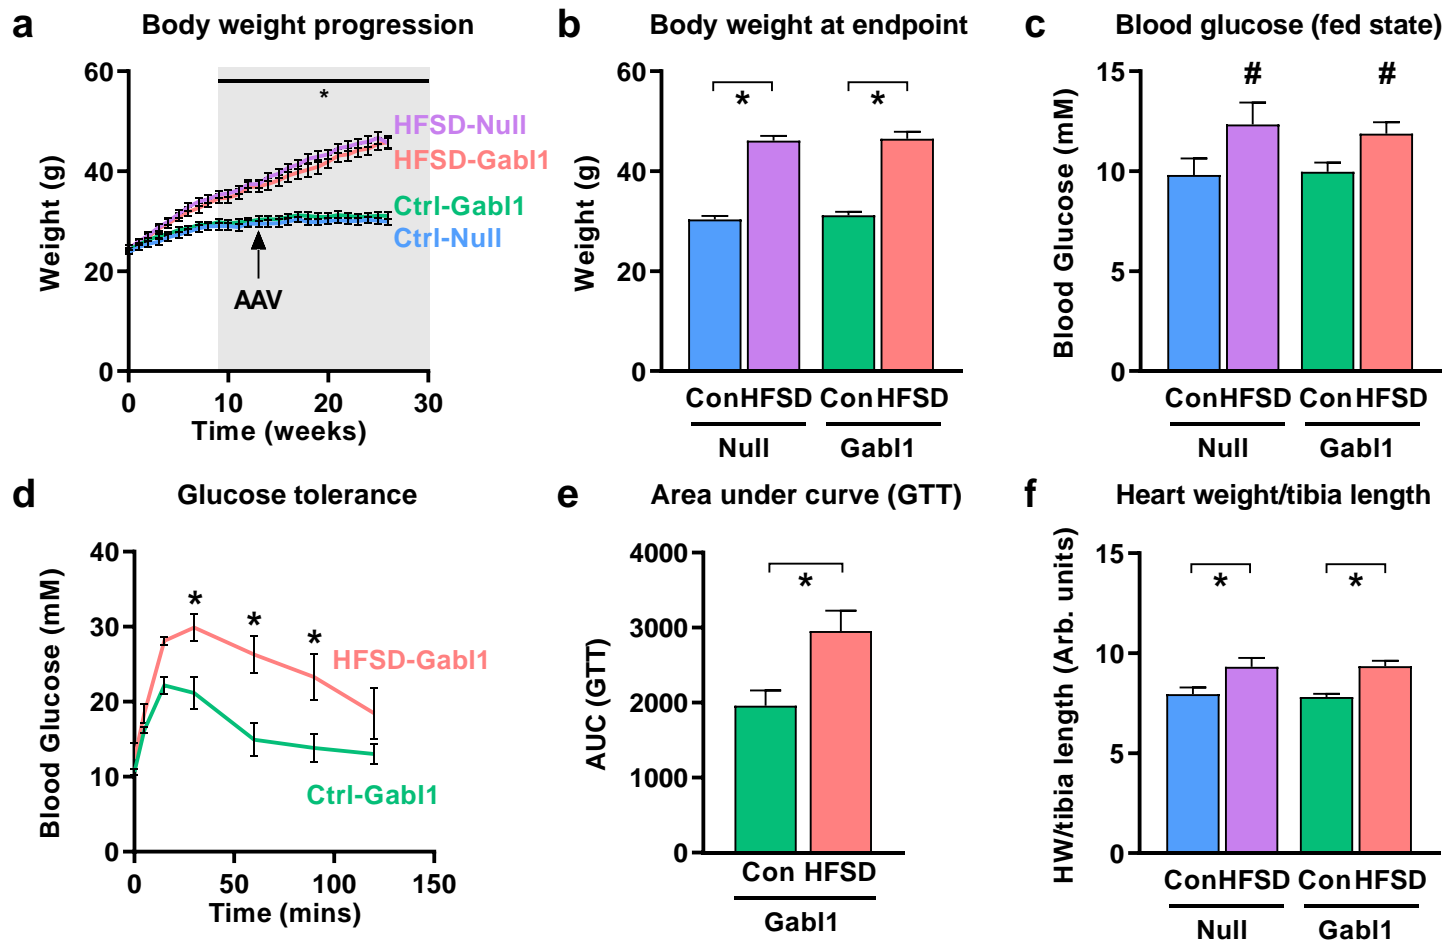 a Body weight progression
60
40
20
0
Weight (g)
*
HFSD-Null
HFSD-Gabl1
Ctrl-Gabl1
Ctrl-Null
AAV
0 10 20 30
Time (weeks)
b Body weight at endpoint
60
40
20
0
Weight (g)
* *
Con HFSD Con HFSD
Null Gabl1
c Blood glucose (fed state)
15
10
5
0
Blood Glucose (mM)
# #
Con HFSD Con HFSD
Null Gabl1
d Glucose tolerance
40
30
20
10
0
Blood Glucose (mM)
* * *
HFSD-Gabl1
Ctrl-Gabl1
0 50 100 150
Time (mins)
e Area under curve (GTT)
4000
3000
2000
1000
0
AUC (GTT)
*
Con HFSD
Gabl1
f Heart weight/tibia length
15
10
5
0
HW/tibia length (Arb. units)
* *
Con HFSD Con HFSD
Null Gabl1